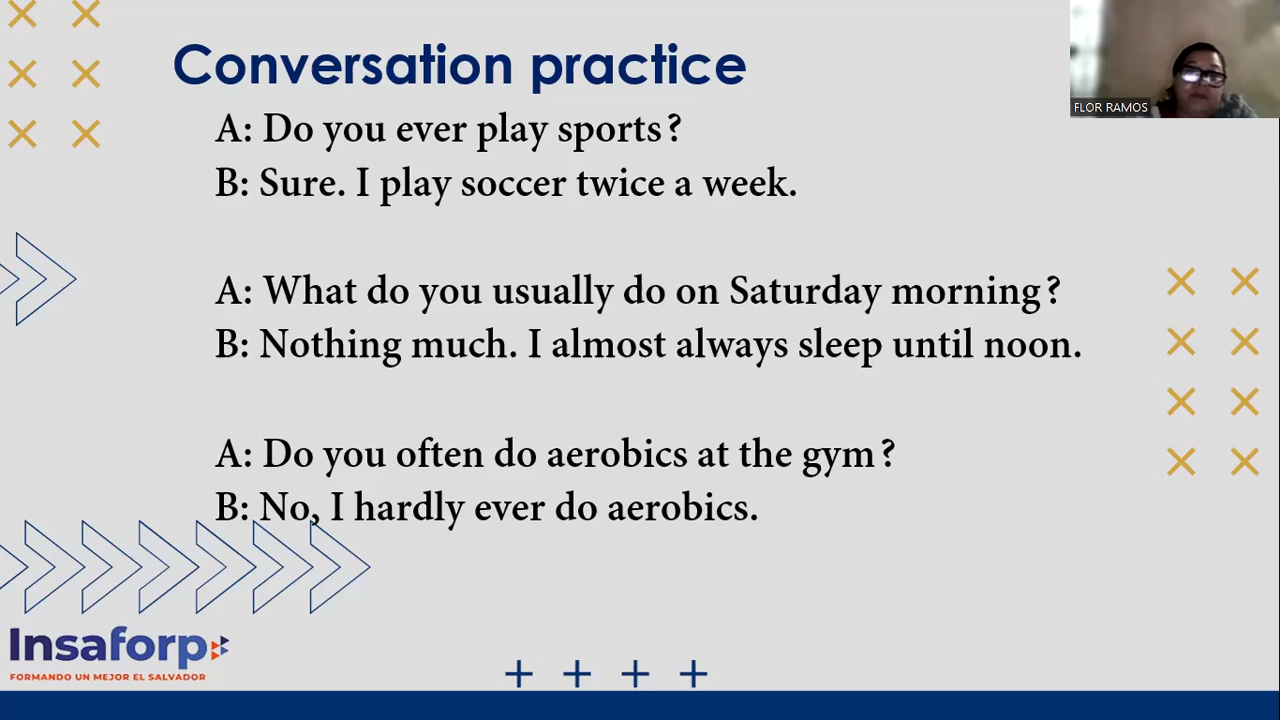 Conversation practice
FLOR RAMOS
A: Do you ever play sports?
B: Sure. I play soccer twice a week.
A: What do you usually do on Saturday morning?
B: Nothing much. I almost always sleep until noon.
A: Do you often do aerobics at the gym?
B: No, I hardly ever do aerobics.
Insaforp
FORMANDO UN MEJOR EL SALVADOR